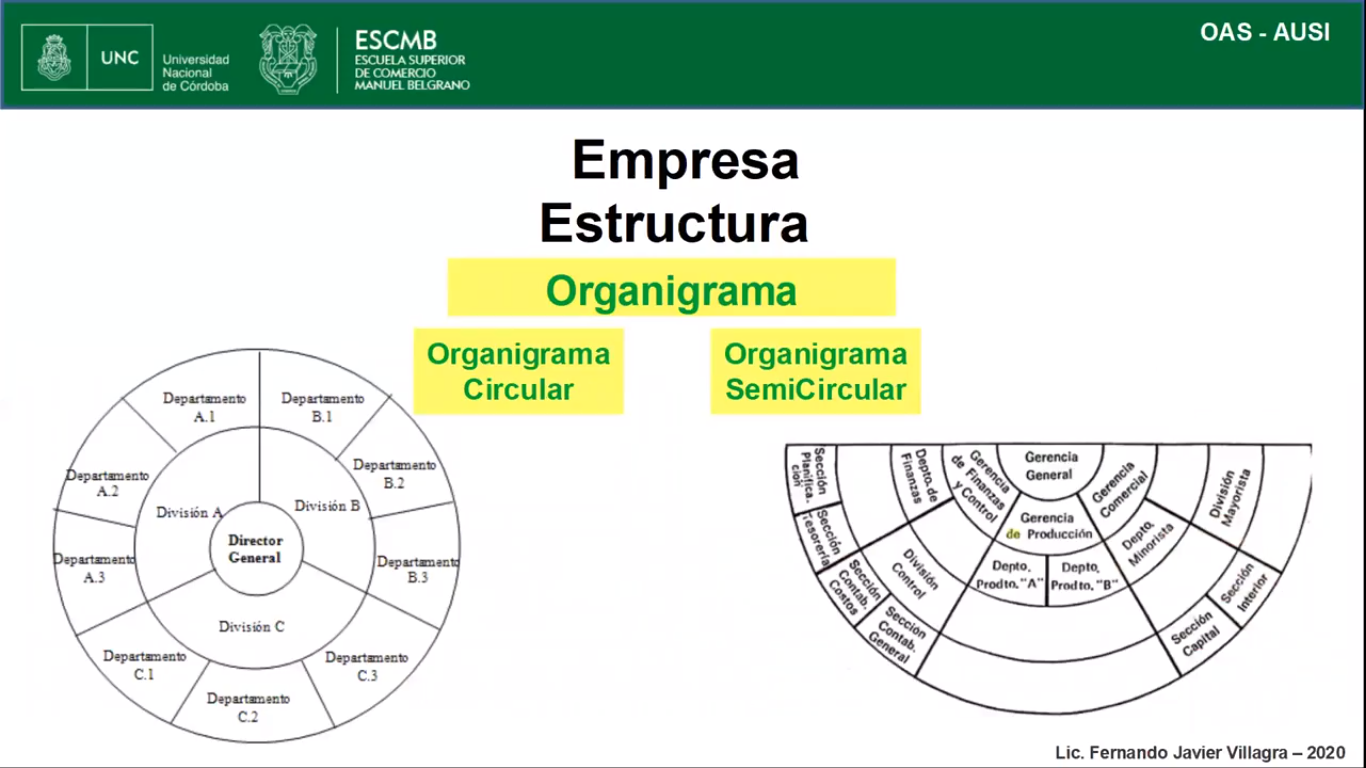 UNC
Universidad
Nacional
de Córdoba
ESCMB
ESCUELA SUPERIOR
DE COMERCIO
MANUEL BELGRANO
OAS - AUSI
Empresa
Estructura
Organigrama
Organigrama
Circular
Organigrama
SemiCircular
Departamento
A.1
Departamento
B.1
Departamento
A.2
Departamento
B.2
División A
División B
Director
General
Departamento
A.3
Departamento
B.3
División C
Departamento
C.1
Departamento
C.3
Departamento
C.2
Gerencia
General
Gerencia
de Finanzas
y Control
Gerencia
Comercial
Gerencia
de Producción
Depto. de
Finanzas
Depto.
Prodto. "A"
Depto.
Prodto. "B"
Depto.
Minorista
División
Control
División
Mayorista
Sección
Planifica.
ción
Sección
Tesorería
Sección
Contab.
Costos
Sección
Contab.
General
Sección
Capital
Sección
Interior
Lic. Fernando Javier Villagra – 2020